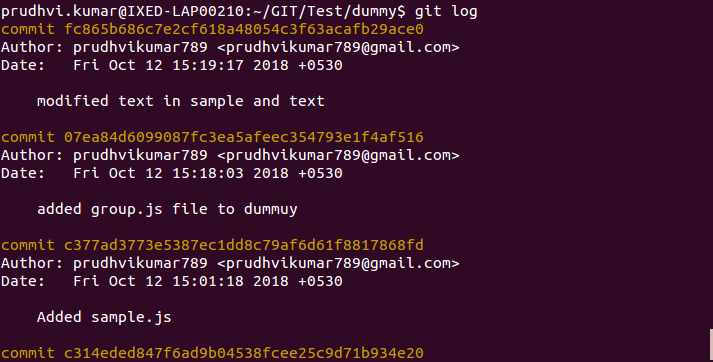 prudhvi.kumar@IXED-LAP00210:~/GIT/Test/dummy$ git log
commit fc865b686c7e2cf618a48054c3f63acafb29ace0
Author: prudhvikumar789 <prudhvikumar789@gmail.com>
Date:   Fri Oct 12 15:19:17 2018 +0530
    modified text in sample and text
commit 07ea84d6099087fc3ea5afeec354793e1f4af516
Author: prudhvikumar789 <prudhvikumar789@gmail.com>
Date:   Fri Oct 12 15:18:03 2018 +0530
    added group.js file to dummuy
commit c377ad3773e5387ec1dd8c79af6d61f8817868fd
Author: prudhvikumar789 <prudhvikumar789@gmail.com>
Date:   Fri Oct 12 15:01:18 2018 +0530
    Added sample.js
commit c314eded847f6ad9b04538fcee25c9d71b934e20